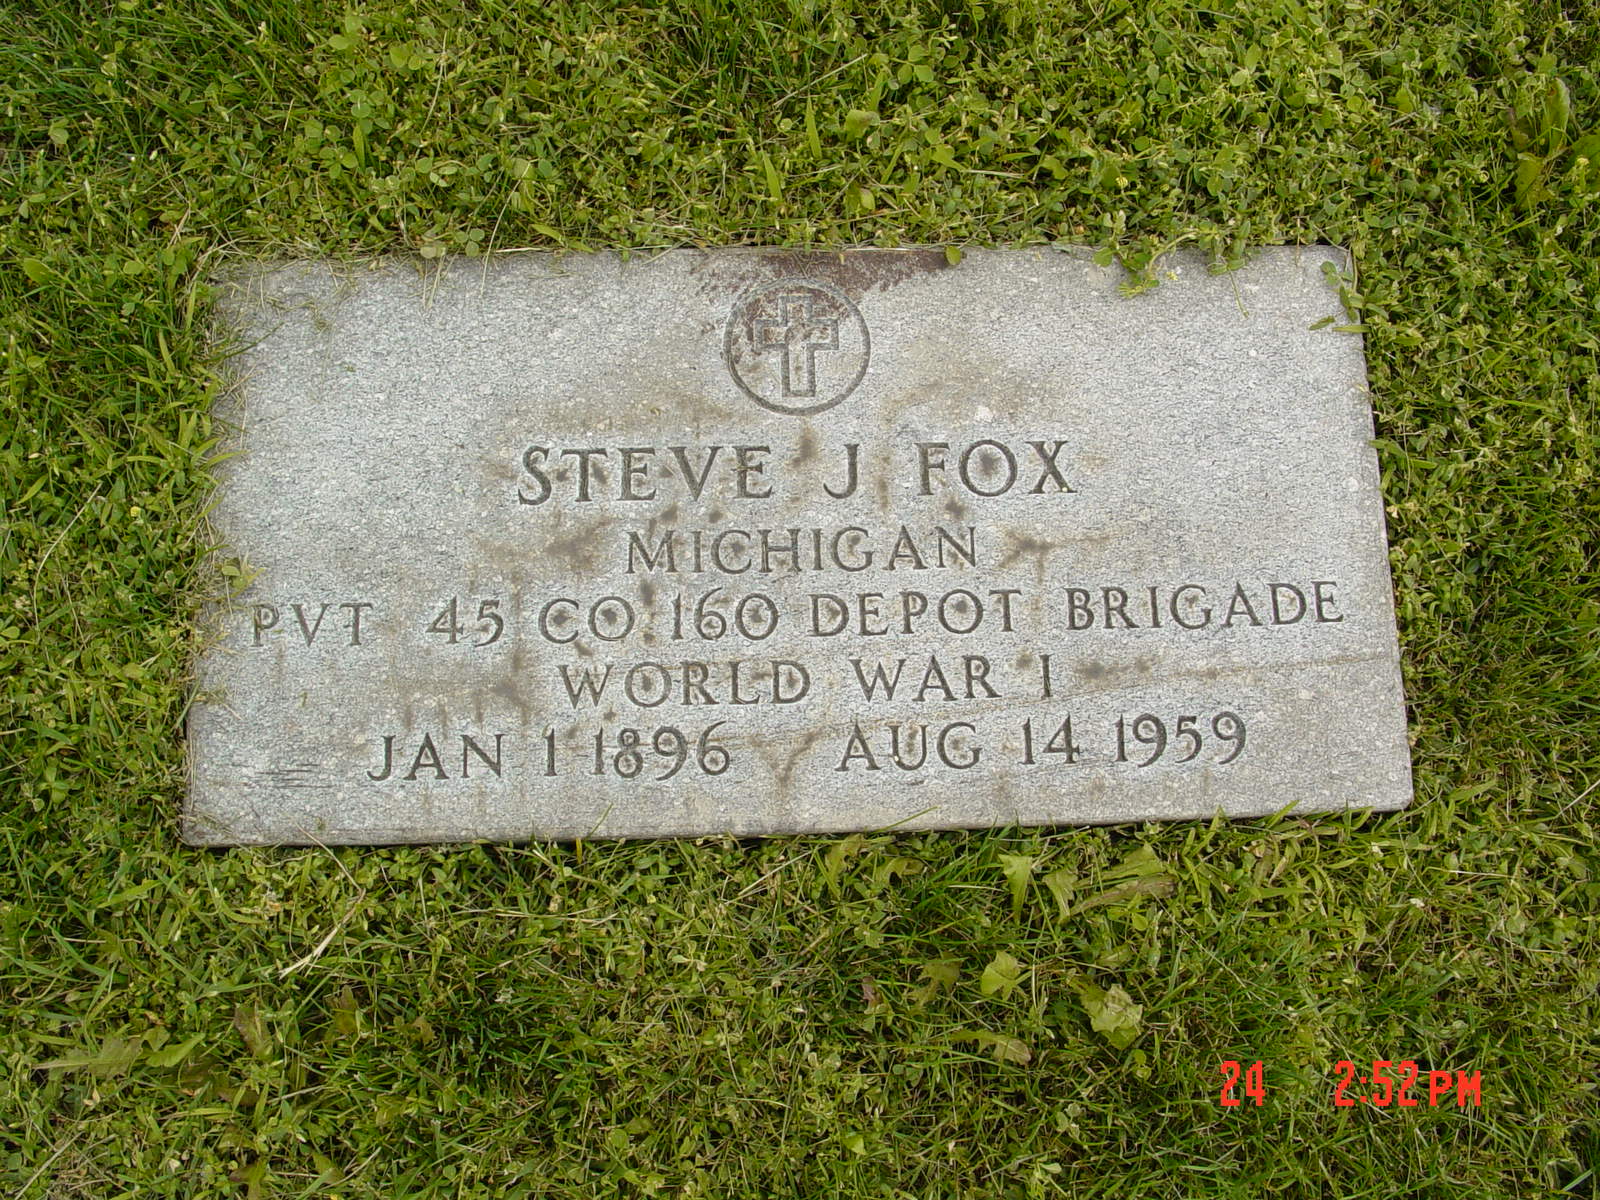 STEVE J FOX
MICHIGAN
PVT 45 CO 160 DEPOT BRIGADE
WORLD WAR I
JAN 1 1896 AUG 14 1959
24 2:52 PM